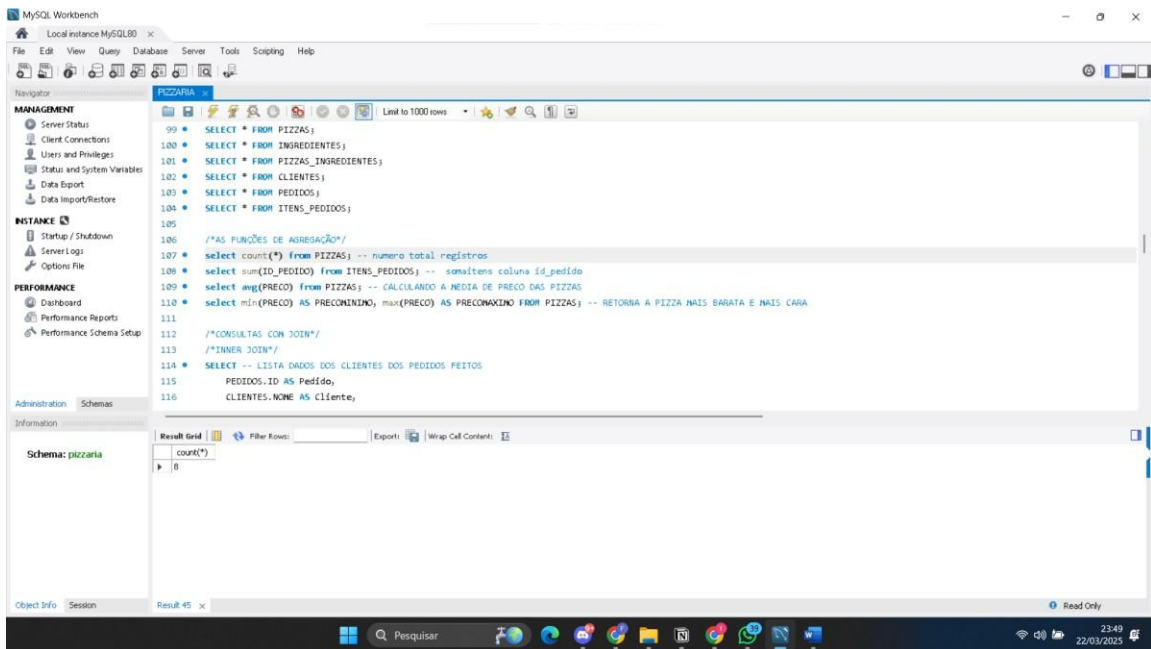 MySQL Workbench
Local instance MySQL80 ×
File Edit View Query Database Server Tools Scripting Help
Navigator
PIZZARIA ×
MANAGEMENT
Server Status
Client Connections
Users and Privileges
Status and System Variables
Data Export
Data Import/Restore
INSTANCE
Startup / Shutdown
Server Logs
Options File
PERFORMANCE
Dashboard
Performance Reports
Performance Schema Setup
Administration Schemas
Information
Schema: pizzaria
Object Info Session
Limit to 1000 rows
99 SELECT * FROM PIZZAS;
100 SELECT * FROM INGREDIENTES;
101 SELECT * FROM PIZZAS_INGREDIENTES;
102 SELECT * FROM CLIENTES;
103 SELECT * FROM PEDIDOS;
104 SELECT * FROM ITENS_PEDIDOS;
105
106 /*AS FUNÇÕES DE AGREGAÇÃO*/
107 select count(*) from PIZZAS; -- numero total registros
108 select sum(ID_PEDIDO) from ITENS_PEDIDOS; -- somaitens coluna id_pedido
109 select avg(PRECO) from PIZZAS; -- CALCULANDO A MEDIA DE PRECO DAS PIZZAS
110 select min(PRECO) AS PRECOMINIMO, max(PRECO) AS PRECOMAXIMO FROM PIZZAS; -- RETORNA A PIZZA MAIS BARATA E MAIS CARA
111
112 /*CONSULTAS COM JOIN*/
113 /*INNER JOIN*/
114 SELECT -- LISTA DADOS DOS CLIENTES DOS PEDIDOS FEITOS
115 PEDIDOS.ID AS Pedido,
116 CLIENTES.NOME AS Cliente,
Result Grid Filter Rows: Export: Wrap Cell Content:
count(*)
Result 45 ×
Read Only
Pesquisar
39
23:49
22/03/2025